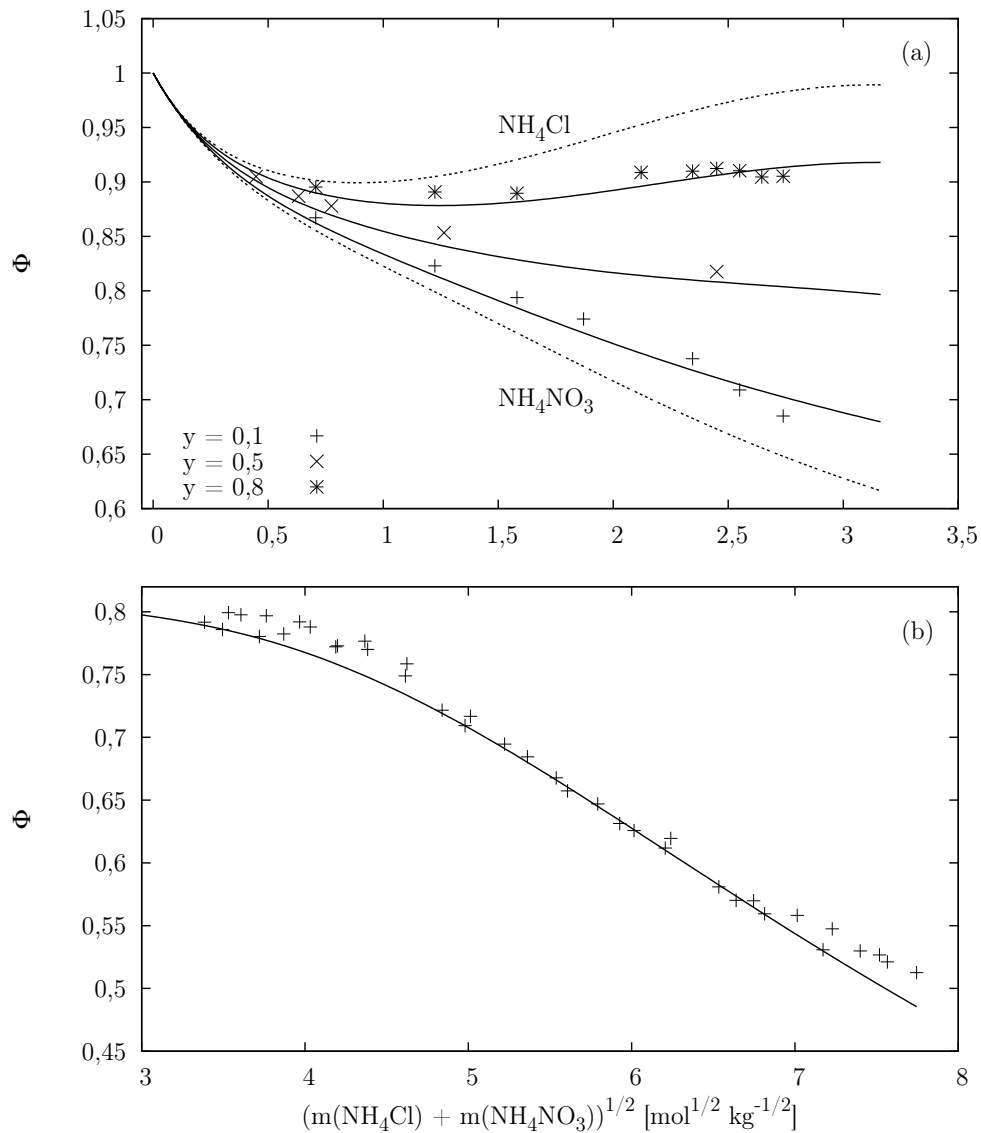 1,05
1
0,95
0,9
0,85
0,8
0,75
0,7
0,65
0,6
Φ
(a)
NH₄Cl
NH₄NO₃
y = 0,1
y = 0,5
y = 0,8
0 0,5 1 1,5 2 2,5 3 3,5
0,8
0,75
0,7
0,65
0,6
0,55
0,5
0,45
Φ
(b)
3 4 5 6 7 8
(m(NH₄Cl) + m(NH₄NO₃))^1/2 [mol^1/2 kg^-1/2]